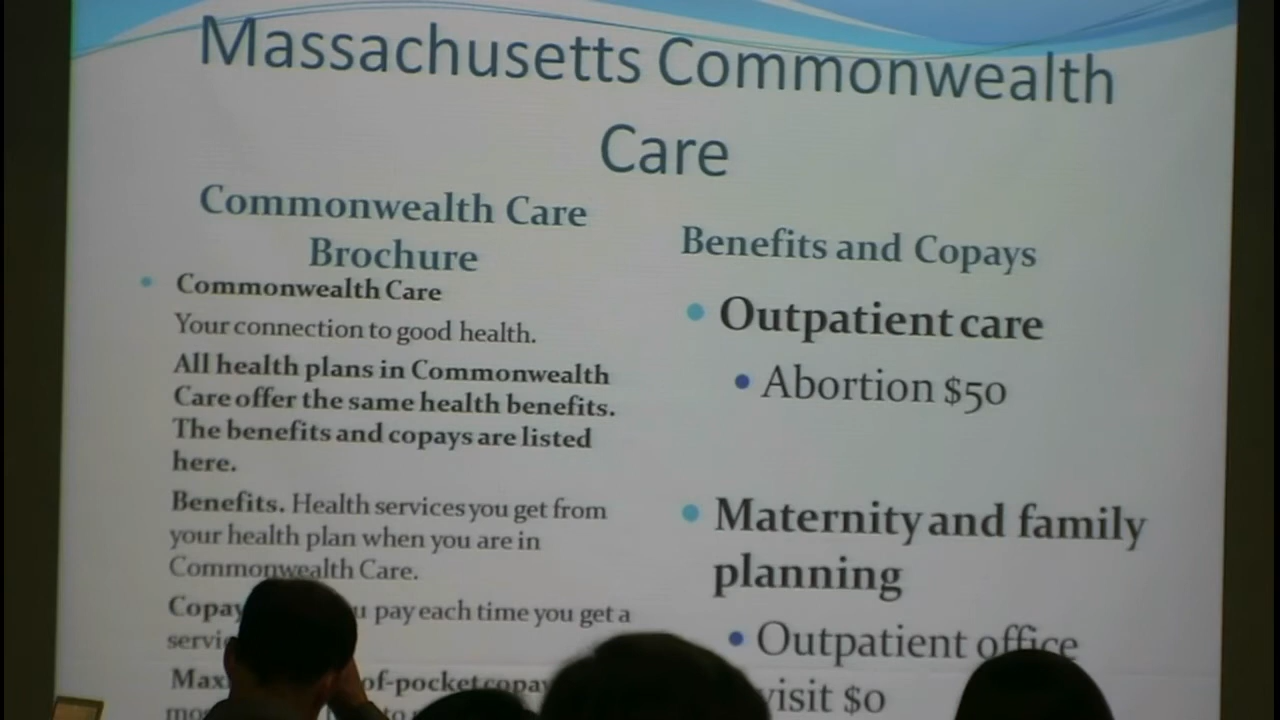 Massachusetts Commonwealth
Care
Commonwealth Care
Brochure
Commonwealth Care
Your connection to good health.
All health plans in Commonwealth
Care offer the same health benefits.
The benefits and copays are listed
here.
Benefits. Health services you get from
your health plan when you are in
Commonwealth Care.
pay each time you get a
Benefits and Copays
Outpatient care
Abortion $50
Maternity and family
planning
Outpatient office
visit $0